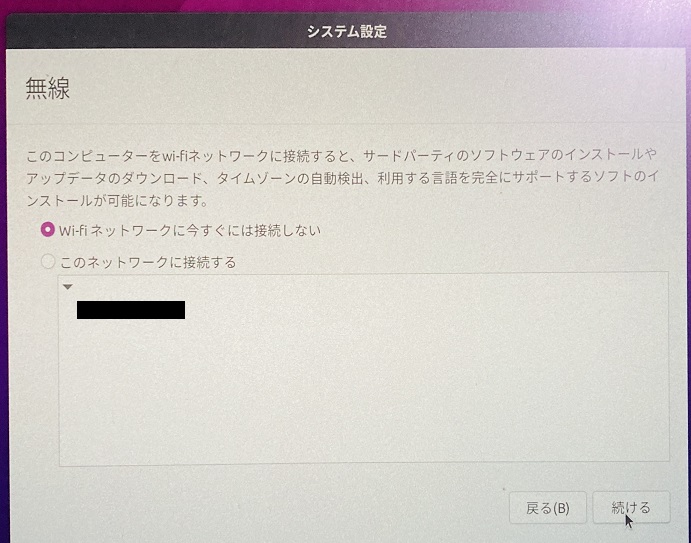 システム設定
無線
このコンピューターをwi-fiネットワークに接続すると、サードパーティのソフトウェアのインストールや
アップデータのダウンロード、タイムゾーンの自動検出、利用する言語を完全にサポートするソフトのイ
ンストールが可能になります。
Wi-fi ネットワークに今すぐには接続しない
このネットワークに接続する
戻る(B)
続ける